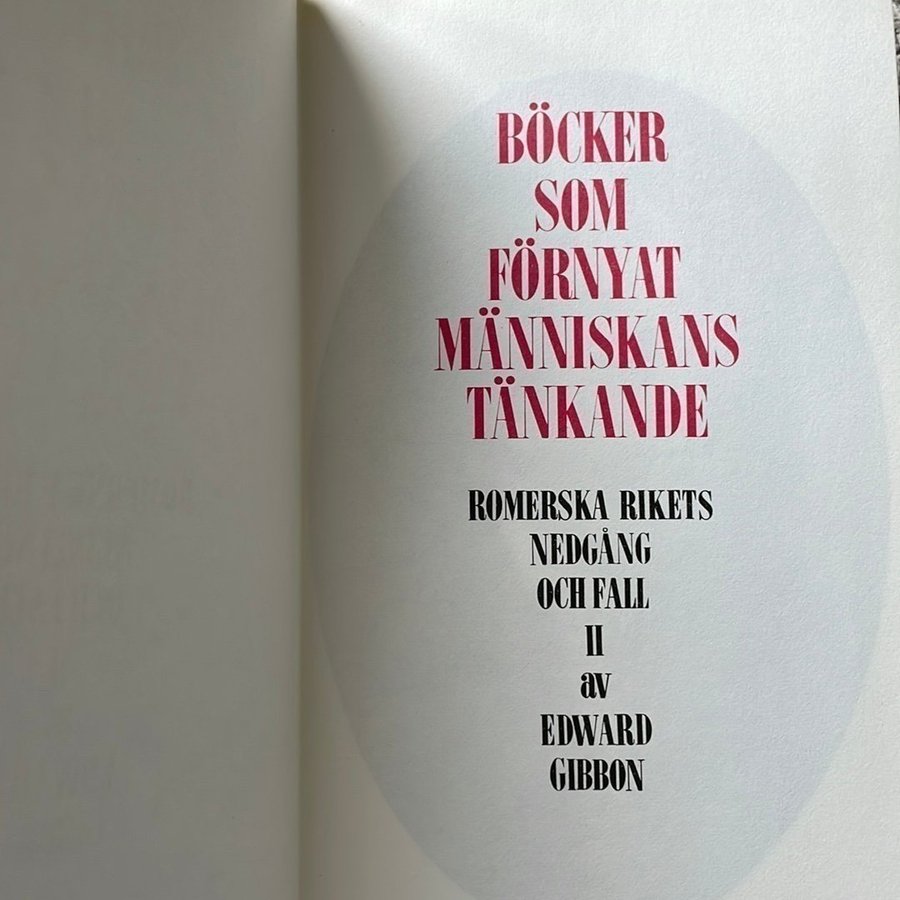 BÖCKER
SOM
FÖRNYAT
MÄNNISKANS
TÄNKANDE
ROMERSKA RIKETS
NEDGÅNG
OCH FALL
II
av
EDWARD
GIBBON